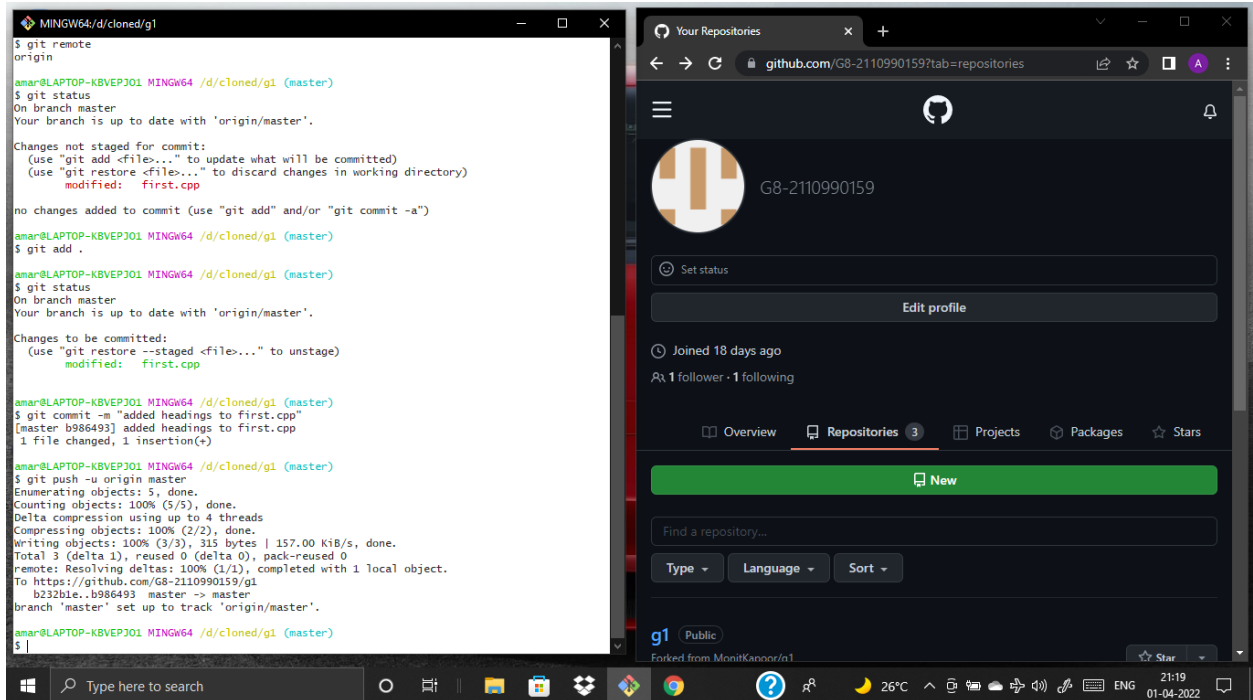 MINGW64:/d/cloned/g1
$ git remote
origin
amar@LAPTOP-KBVEPJO1 MINGW64 /d/cloned/g1 (master)
$ git status
On branch master
Your branch is up to date with 'origin/master'.
Changes not staged for commit:
(use "git add <file>..." to update what will be committed)
(use "git restore <file>..." to discard changes in working directory)
modified:   first.cpp
no changes added to commit (use "git add" and/or "git commit -a")
amar@LAPTOP-KBVEPJO1 MINGW64 /d/cloned/g1 (master)
$ git add .
amar@LAPTOP-KBVEPJO1 MINGW64 /d/cloned/g1 (master)
$ git status
On branch master
Your branch is up to date with 'origin/master'.
Changes to be committed:
(use "git restore --staged <file>..." to unstage)
modified:   first.cpp
amar@LAPTOP-KBVEPJO1 MINGW64 /d/cloned/g1 (master)
$ git commit -m "added headings to first.cpp"
[master b986493] added headings to first.cpp
1 file changed, 1 insertion(+)
amar@LAPTOP-KBVEPJO1 MINGW64 /d/cloned/g1 (master)
$ git push -u origin master
Enumerating objects: 5, done.
Counting objects: 100% (5/5), done.
Delta compression using up to 4 threads
Compressing objects: 100% (2/2), done.
Writing objects: 100% (3/3), 315 bytes | 157.00 KiB/s, done.
Total 3 (delta 1), reused 0 (delta 0), pack-reused 0
remote: Resolving deltas: 100% (1/1), completed with 1 local object.
To https://github.com/G8-2110990159/g1
b232b1e..b986493  master -> master
branch 'master' set up to track 'origin/master'.
amar@LAPTOP-KBVEPJO1 MINGW64 /d/cloned/g1 (master)
$
Your Repositories
github.com/G8-2110990159?tab=repositories
A
G8-2110990159
Set status
Edit profile
Joined 18 days ago
1 follower · 1 following
Overview Repositories 3 Projects Packages Stars
New
Find a repository...
Type Language Sort
g1 Public
Forked from MonitKapoor/g1
Star
Type here to search
26°C ENG 21:19
01-04-2022